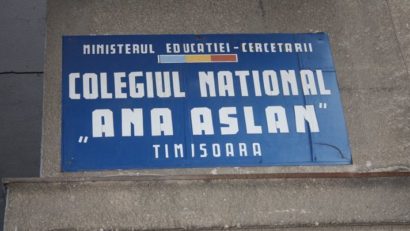 MINISTERUL EDUCATIEI-CERCETARII
COLEGIUL NATIONAL
„ANA ASLAN"
TIMISOARA